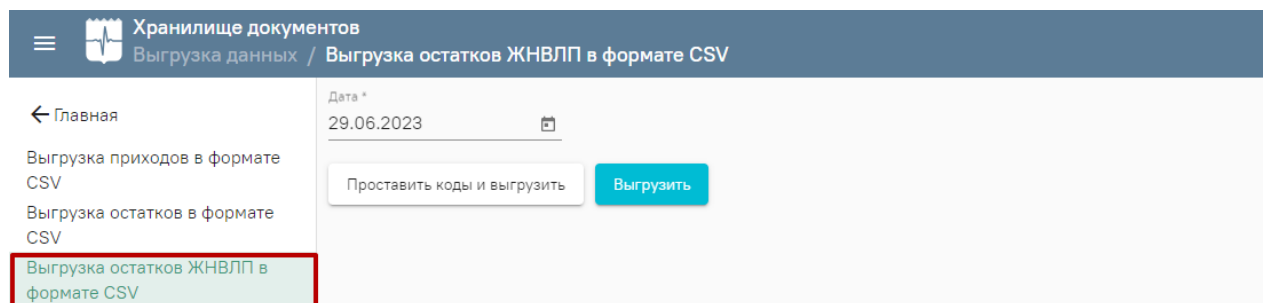 Хранилище документов
Выгрузка данных / Выгрузка остатков ЖНВЛП в формате CSV
Главная
Выгрузка приходов в формате
CSV
Выгрузка остатков в формате
CSV
Выгрузка остатков ЖНВЛП в
формате CSV
Дата *
29.06.2023
Проставить коды и выгрузить
Выгрузить